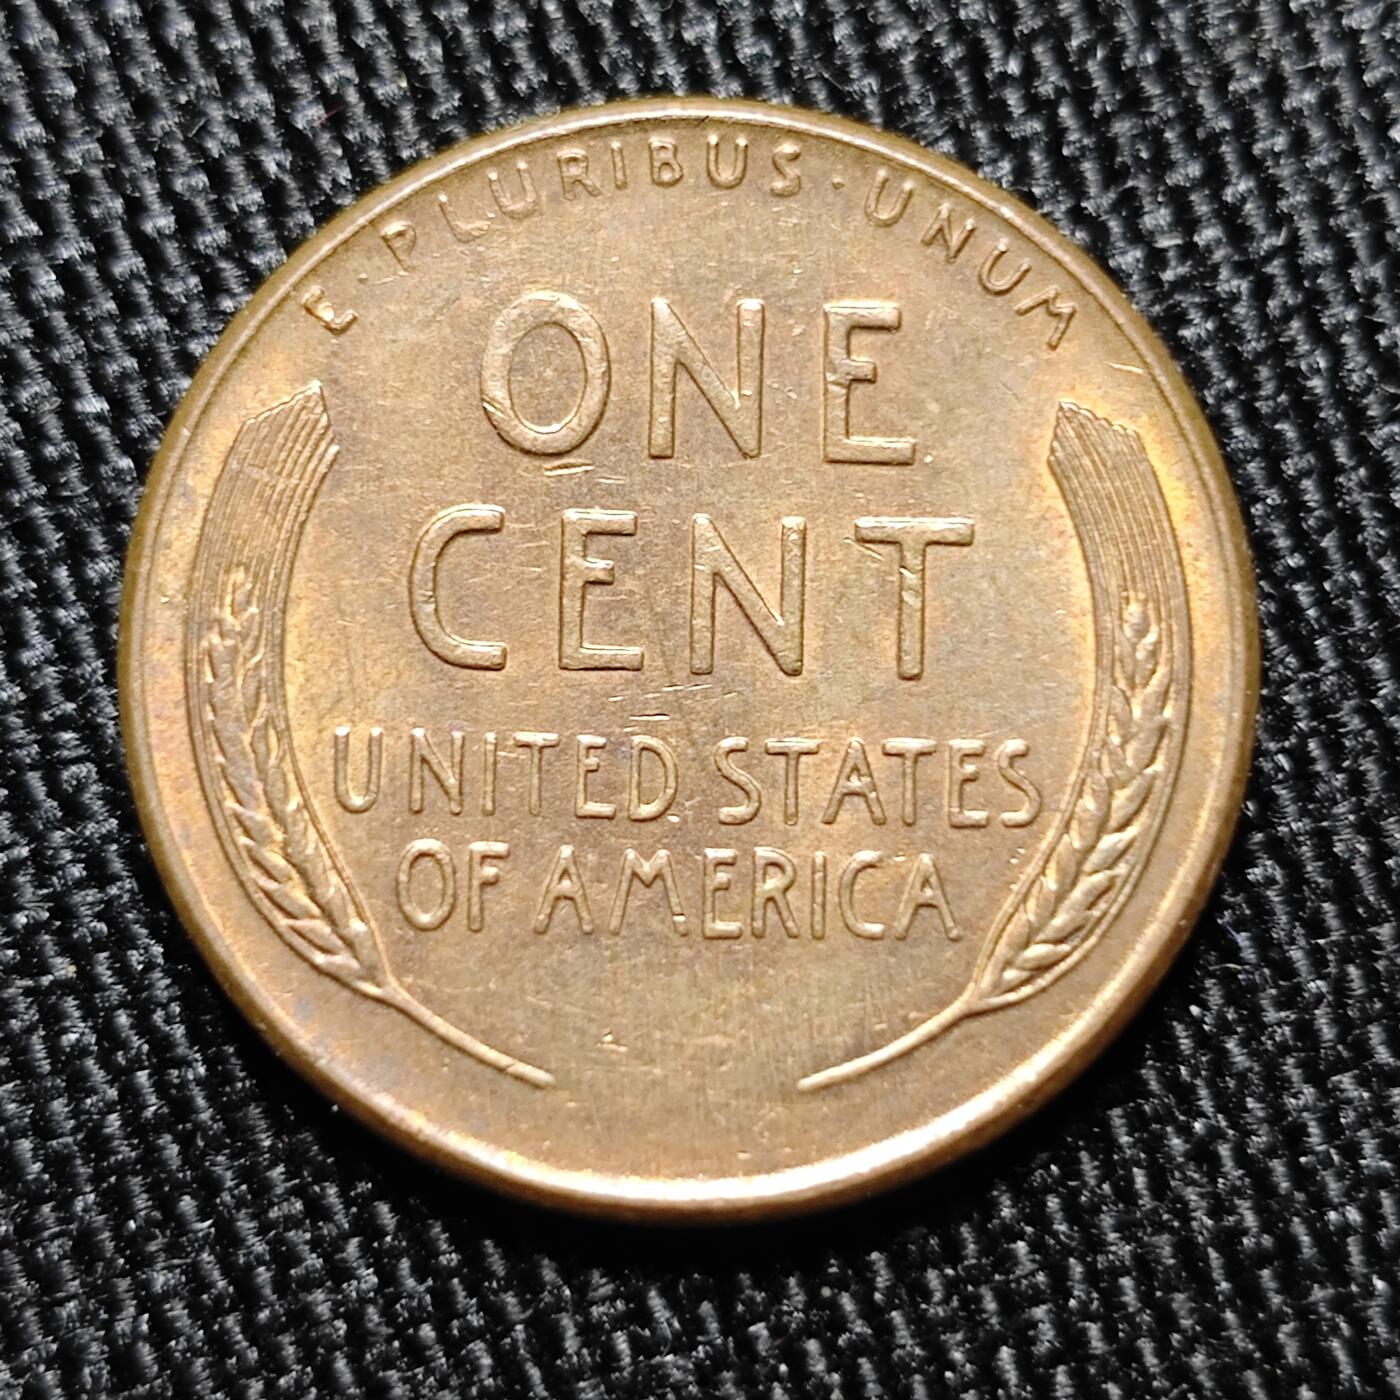 E·PLURIBUS·UNUM
ONE
CENT
UNITED STATES
OF AMERICA